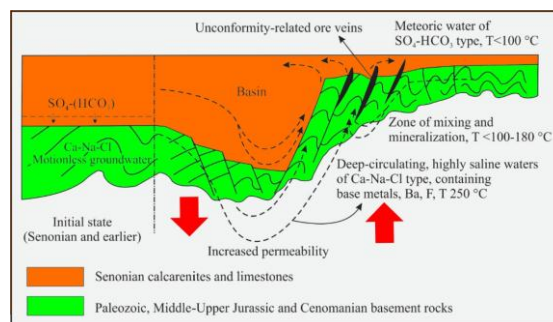 Unconformity-related ore veins
Meteoric water of
SO₄-HCO₃ type, T<100 °C
SO₄-(HCO₃)
Basin
Ca-Na-Cl
Motionless groundwater
Zone of mixing and
mineralization, T <100-180 °C
Deep-circulating, highly saline waters
of Ca-Na-Cl type, containing
base metals, Ba, F, T 250 °C
Initial state
(Senonian and earlier)
Increased permeability
Senonian calcarenites and limestones
Paleozoic, Middle-Upper Jurassic and Cenomanian basement rocks